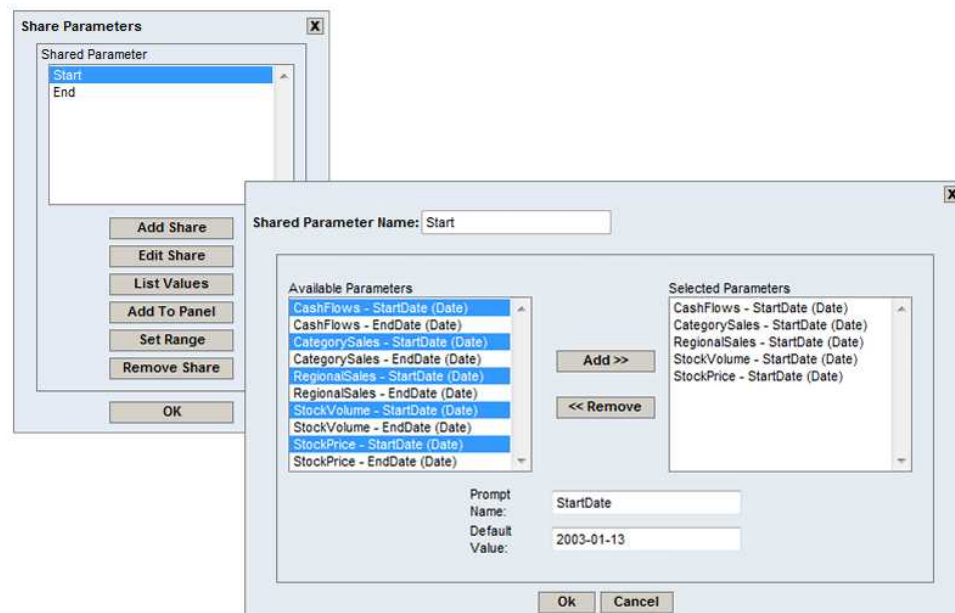 Share Parameters
X
Shared Parameter
Start
End
Add Share
Edit Share
List Values
Add To Panel
Set Range
Remove Share
OK
X
Shared Parameter Name: Start
Available Parameters
CashFlows - StartDate (Date)
CashFlows - EndDate (Date)
CategorySales - StartDate (Date)
CategorySales - EndDate (Date)
RegionalSales - StartDate (Date)
RegionalSales - EndDate (Date)
StockVolume - StartDate (Date)
StockVolume - EndDate (Date)
StockPrice - StartDate (Date)
StockPrice - EndDate (Date)
Add >>
<< Remove
Selected Parameters
CashFlows - StartDate (Date)
CategorySales - StartDate (Date)
RegionalSales - StartDate (Date)
StockVolume - StartDate (Date)
StockPrice - StartDate (Date)
Prompt
Name:
StartDate
Default
Value:
2003-01-13
Ok
Cancel